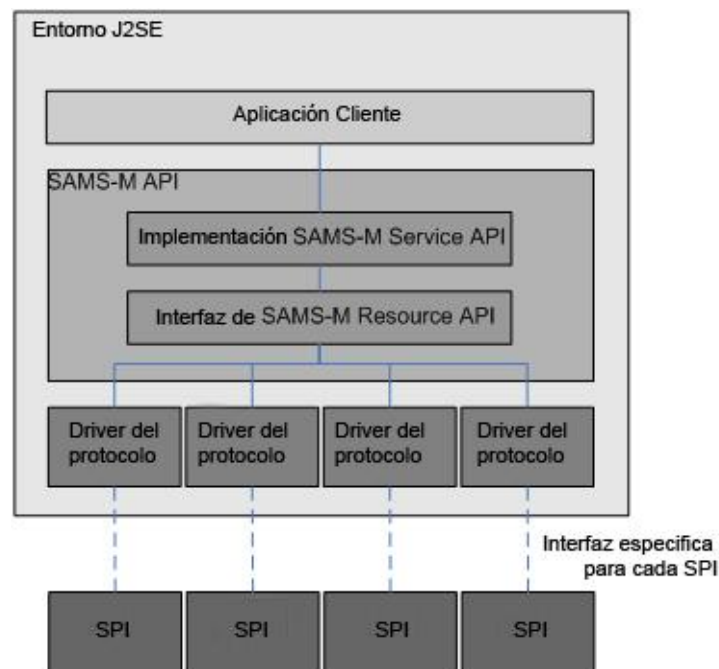 Entorno J2SE
Aplicación Cliente
SAMS-M API
Implementación SAMS-M Service API
Interfaz de SAMS-M Resource API
Driver del
protocolo
Driver del
protocolo
Driver del
protocolo
Driver del
protocolo
Interfaz especifica
para cada SPI
SPI
SPI
SPI
SPI